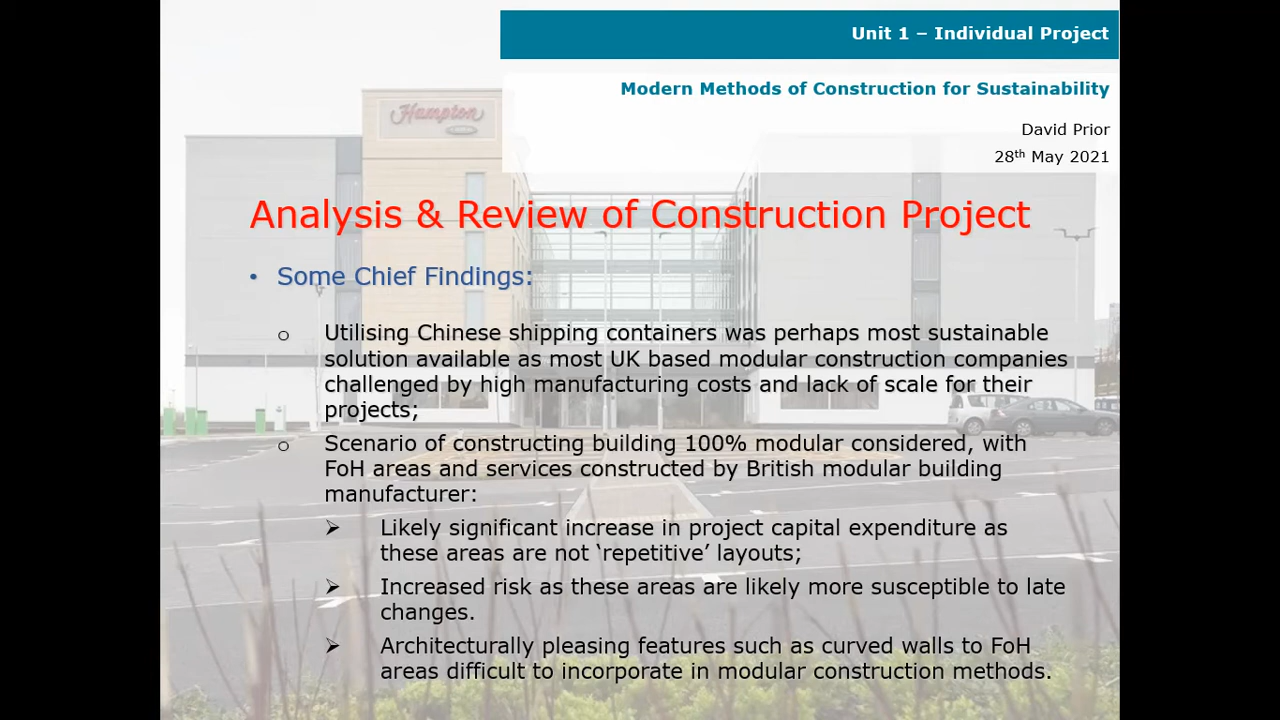 Unit 1 – Individual Project
Modern Methods of Construction for Sustainability
David Prior
28th May 2021
Hampton
Analysis & Review of Construction Project
• Some Chief Findings:
o Utilising Chinese shipping containers was perhaps most sustainable
solution available as most UK based modular construction companies
challenged by high manufacturing costs and lack of scale for their
projects;
o Scenario of constructing building 100% modular considered, with
FoH areas and services constructed by British modular building
manufacturer:
➢ Likely significant increase in project capital expenditure as
these areas are not ‘repetitive’ layouts;
➢ Increased risk as these areas are likely more susceptible to late
changes.
➢ Architecturally pleasing features such as curved walls to FoH
areas difficult to incorporate in modular construction methods.